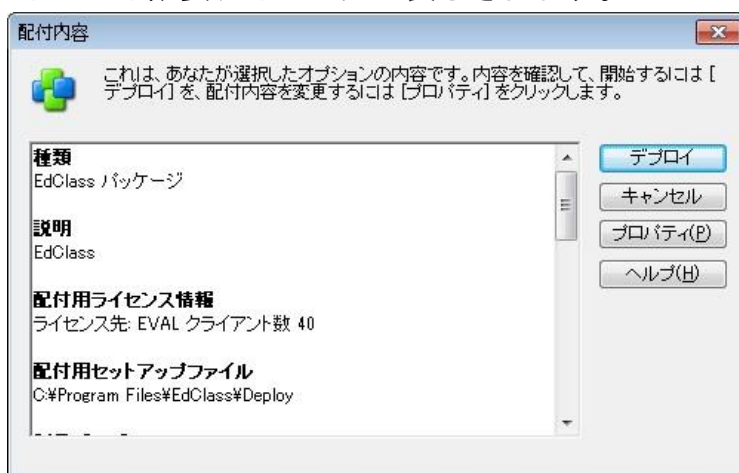 配付内容
これは、あなたが選択したオプションの内容です。内容を確認して、開始するには [
デプロイ] を、配付内容を変更するには [プロパティ] をクリックします。
種類
EdClass パッケージ
説明
EdClass
配付用ライセンス情報
ライセンス先: EVAL クライアント数 40
配付用セットアップファイル
C:¥Program Files¥EdClass¥Deploy
デプロイ
キャンセル
プロパティ(P)
ヘルプ(H)